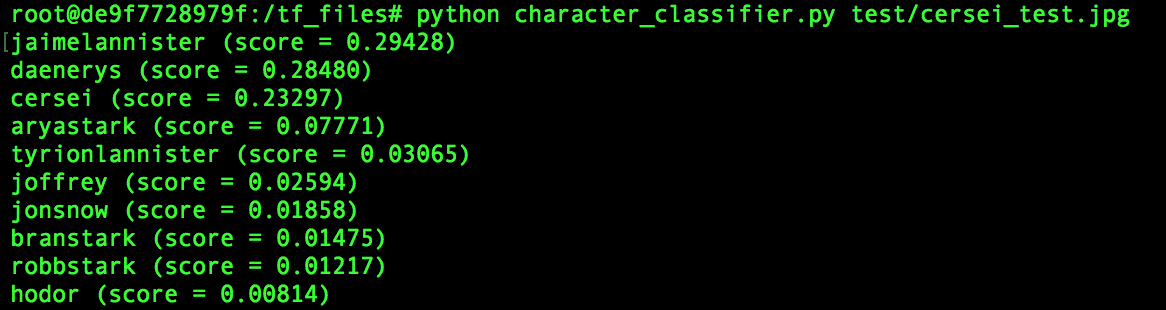 root@de9f7728979f:/tf_files# python character_classifier.py test/cersei_test.jpg
[jaimelannister (score = 0.29428)
daenerys (score = 0.28480)
cersei (score = 0.23297)
aryastark (score = 0.07771)
tyrionlannister (score = 0.03065)
joffrey (score = 0.02594)
jonsnow (score = 0.01858)
branstark (score = 0.01475)
robbstark (score = 0.01217)
hodor (score = 0.00814)